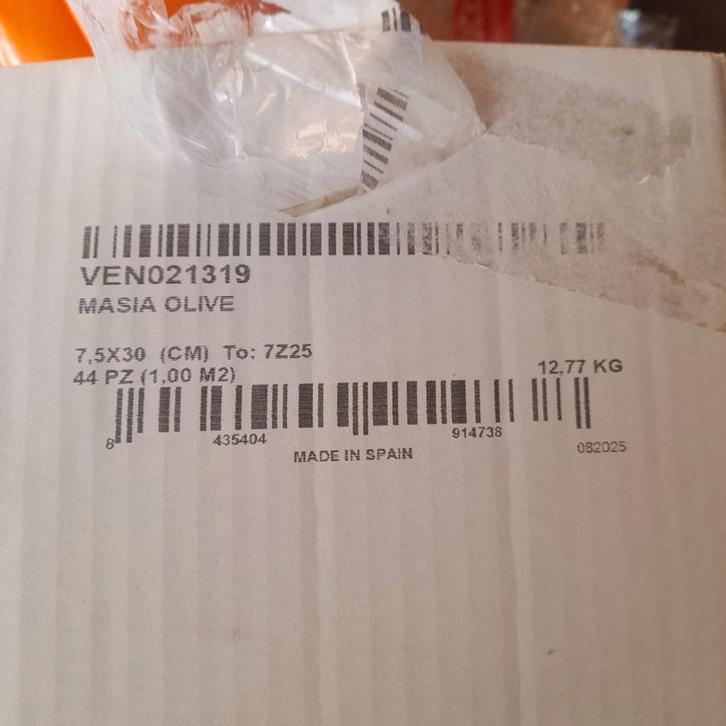 VEN021319
MASIA OLIVE
7,5X30 (CM) To: 7Z25
44 PZ (1,00 M2) 12,77 KG
8 435404 914738
MADE IN SPAIN 082025